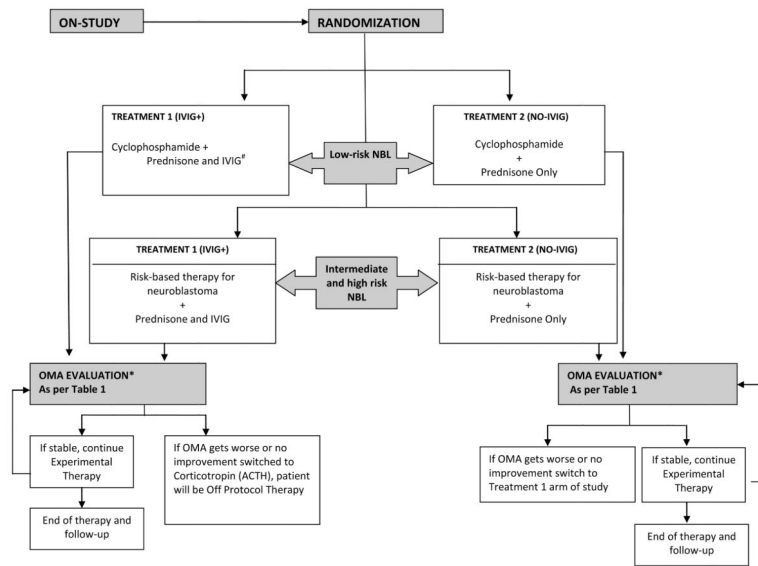 ON-STUDY
RANDOMIZATION
TREATMENT 1 (IVIG+)
Cyclophosphamide +
Prednisone and IVIG#
Low-risk NBL
TREATMENT 2 (NO-IVIG)
Cyclophosphamide
+
Prednisone Only
TREATMENT 1 (IVIG+)
Risk-based therapy for
neuroblastoma
+
Prednisone and IVIG
Intermediate
and high risk
NBL
TREATMENT 2 (NO-IVIG)
Risk-based therapy for
neuroblastoma
+
Prednisone Only
OMA EVALUATION*
As per Table 1
If stable, continue
Experimental
Therapy
End of therapy and
follow-up
If OMA gets worse or no
improvement switched to
Corticotropin (ACTH), patient
will be Off Protocol Therapy
OMA EVALUATION*
As per Table 1
If OMA gets worse or no
improvement switch to
Treatment 1 arm of study
If stable, continue
Experimental
Therapy
End of therapy and
follow-up